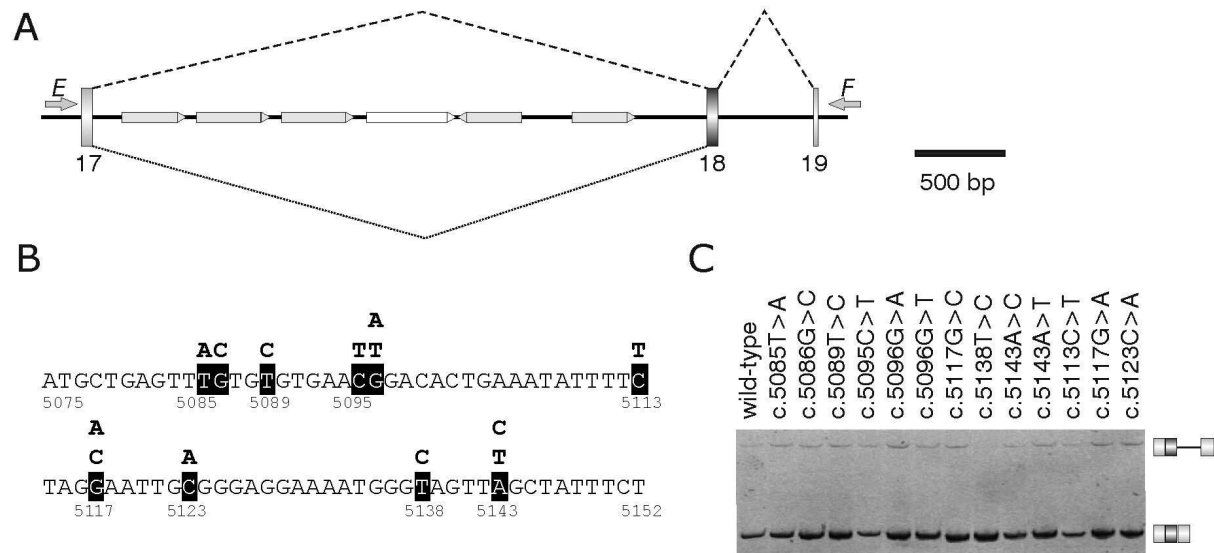 A
E
F
17
18
19
500 bp
B
A
AC C TT T
ATGCTGAGTTTGTGTGTGAACGGACACTGAAATATTTTC
5075 5085 5089 5095 5113
A C
C A C T
TAGGAATTGCGGGAGGAAAATGGGTAGTTAGCTATTTCT
5117 5123 5138 5143 5152
C
wild-type
c.5085T>A
c.5086G>C
c.5089T>C
c.5095C>T
c.5096G>A
c.5096G>T
c.5117G>C
c.5138T>C
c.5143A>C
c.5143A>T
c.5113C>T
c.5117G>A
c.5123C>A